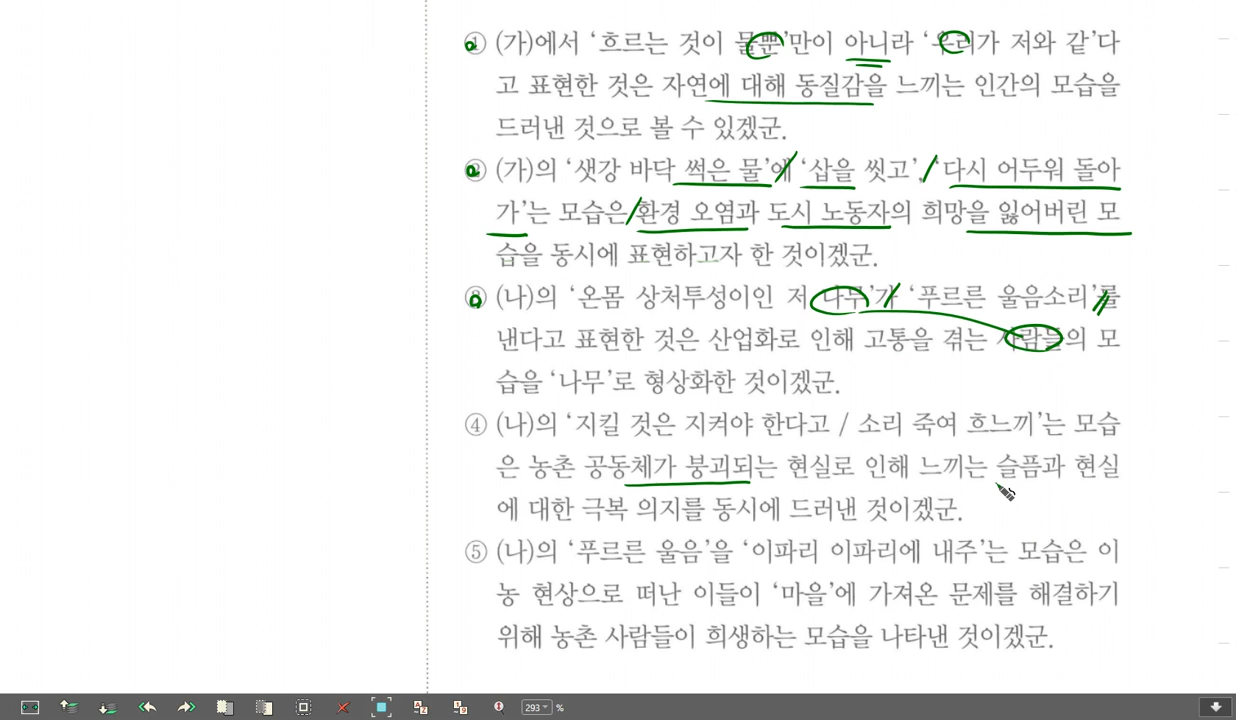 ① (가)에서 ‘흐르는 것이 물뿐’만이 아니라 ‘우리가 저와 같’다
고 표현한 것은 자연에 대해 동질감을 느끼는 인간의 모습을
드러낸 것으로 볼 수 있겠군.
② (가)의 ‘샛강 바닥 썩은 물’에 ‘삽을 씻고’, ‘다시 어두워 돌아
가’는 모습은 환경 오염과 도시 노동자의 희망을 잃어버린 모
습을 동시에 표현하고자 한 것이겠군.
③ (나)의 ‘온몸 상처투성이인 저 나무’가 ‘푸르른 울음소리’를
낸다고 표현한 것은 산업화로 인해 고통을 겪는 사람들의 모
습을 ‘나무’로 형상화한 것이겠군.
④ (나)의 ‘지킬 것은 지켜야 한다고 / 소리 죽여 흐느끼’는 모습
은 농촌 공동체가 붕괴되는 현실로 인해 느끼는 슬픔과 현실
에 대한 극복 의지를 동시에 드러낸 것이겠군.
⑤ (나)의 ‘푸르른 울음’을 ‘이파리 이파리에 내주’는 모습은 이
농 현상으로 떠난 이들이 ‘마을’에 가져온 문제를 해결하기
위해 농촌 사람들이 희생하는 모습을 나타낸 것이겠군.
293 %